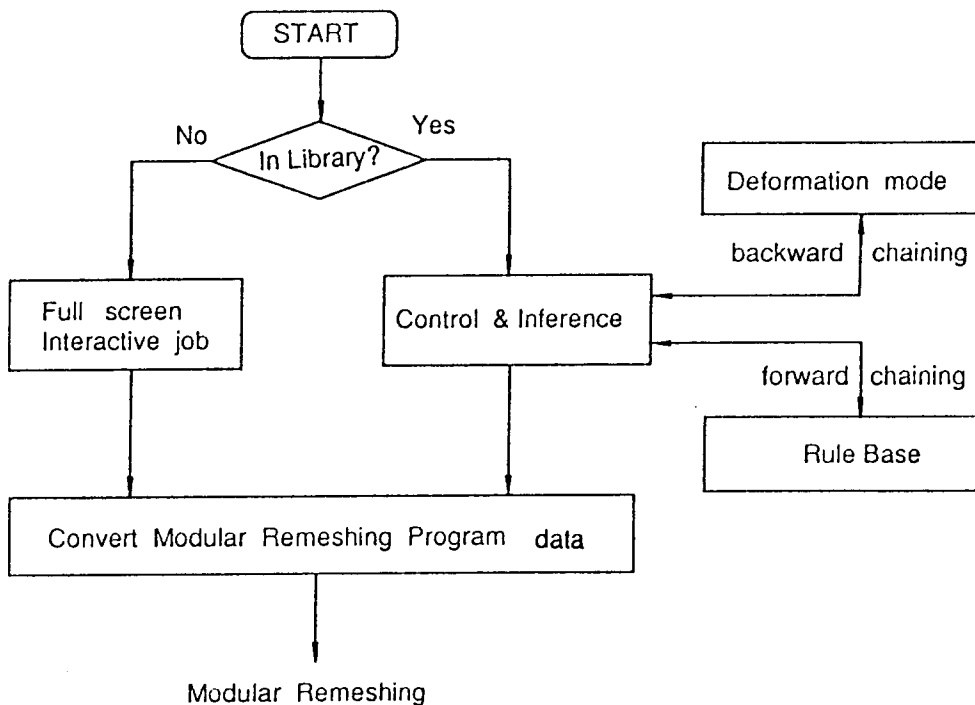 START
No
Yes
In Library?
Deformation mode
backward chaining
Full screen
Interactive job
Control & Inference
forward chaining
Rule Base
Convert Modular Remeshing Program data
Modular Remeshing